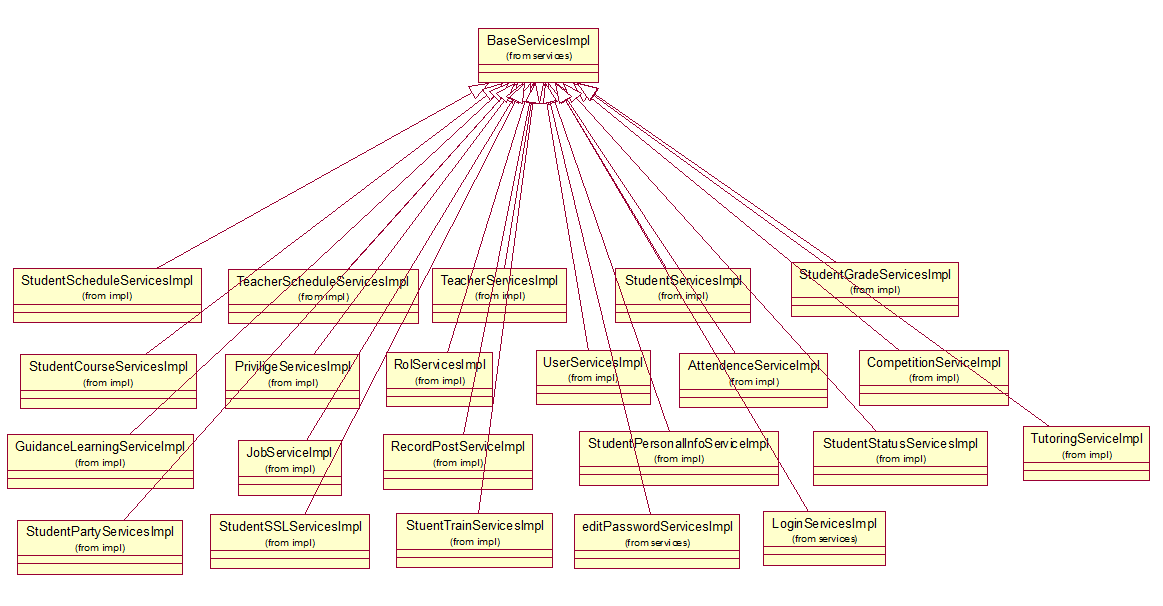 BaseServicesImpl
(from services)
StudentScheduleServicesImpl
(from impl)
TeacherScheduleServicesImpl
(from impl)
TeacherServicesImpl
(from impl)
StudentServicesImpl
(from impl)
StudentGradeServicesImpl
(from impl)
StudentCourseServicesImpl
(from impl)
PriviligeServicesImpl
(from impl)
RolServicesImpl
(from impl)
UserServicesImpl
(from impl)
AttendenceServiceImpl
(from impl)
CompetitionServiceImpl
(from impl)
GuidanceLearningServiceImpl
(from impl)
JobServiceImpl
(from impl)
RecordPostServiceImpl
(from impl)
StudentPersonalInfoServiceImpl
(from impl)
StudentStatusServicesImpl
(from impl)
TutoringServiceImpl
(from impl)
StudentPartyServicesImpl
(from impl)
StudentSSLServicesImpl
(from impl)
StuentTrainServicesImpl
(from impl)
editPasswordServicesImpl
(from services)
LoginServicesImpl
(from services)